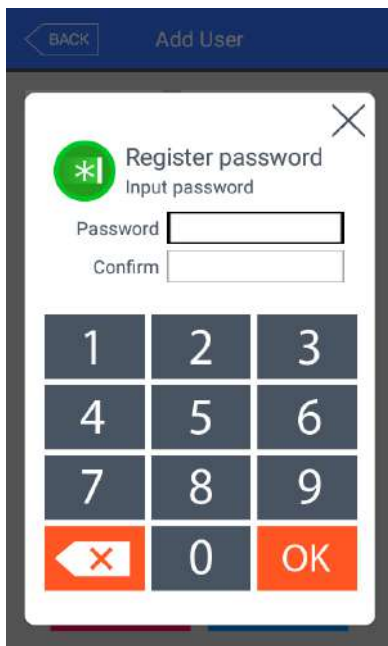 BACK Add User
Register password
Input password
Password
Confirm
1 2 3
4 5 6
7 8 9
0 OK